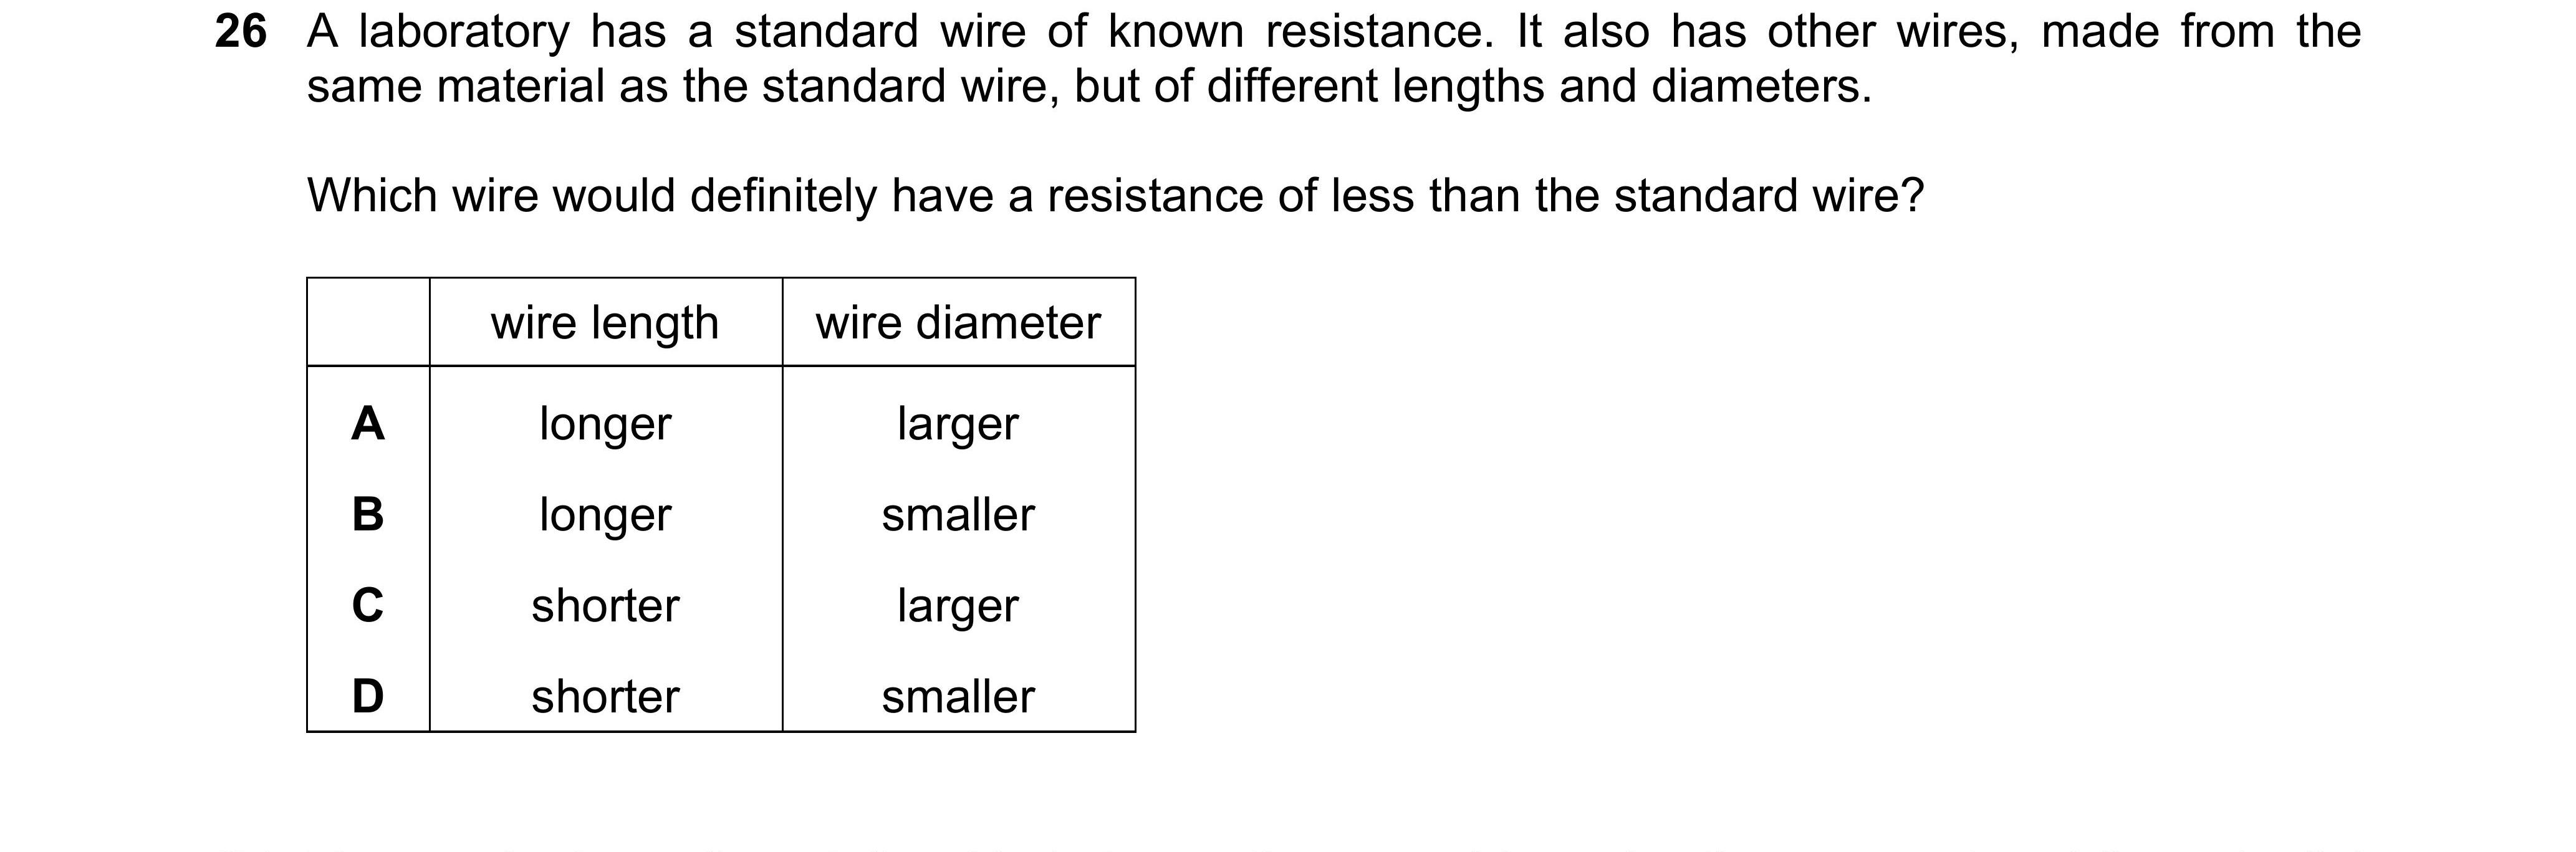 26 A laboratory has a standard wire of known resistance. It also has other wires, made from the
same material as the standard wire, but of different lengths and diameters.
Which wire would definitely have a resistance of less than the standard wire?
wire length wire diameter
A longer larger
B longer smaller
C shorter larger
D shorter smaller